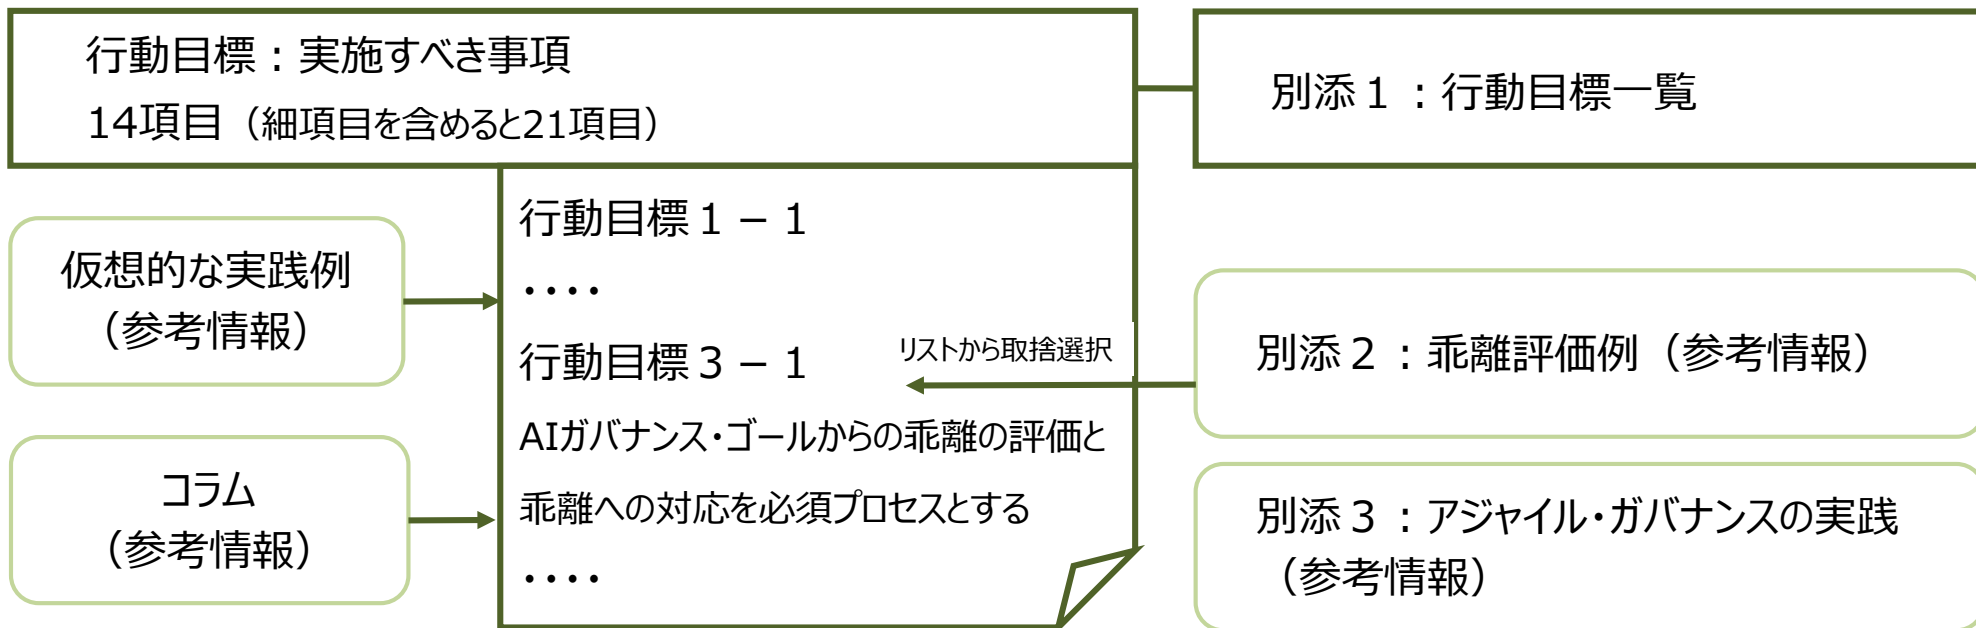 行動目標：実施すべき事項
14項目（細項目を含めると21項目）
別添１：行動目標一覧
仮想的な実践例
（参考情報）
コラム
（参考情報）
行動目標１－１
・・・・
行動目標３－１
リストから取捨選択
AIガバナンス・ゴールからの乖離の評価と
乖離への対応を必須プロセスとする
・・・・
別添２：乖離評価例（参考情報）
別添３：アジャイル・ガバナンスの実践
（参考情報）